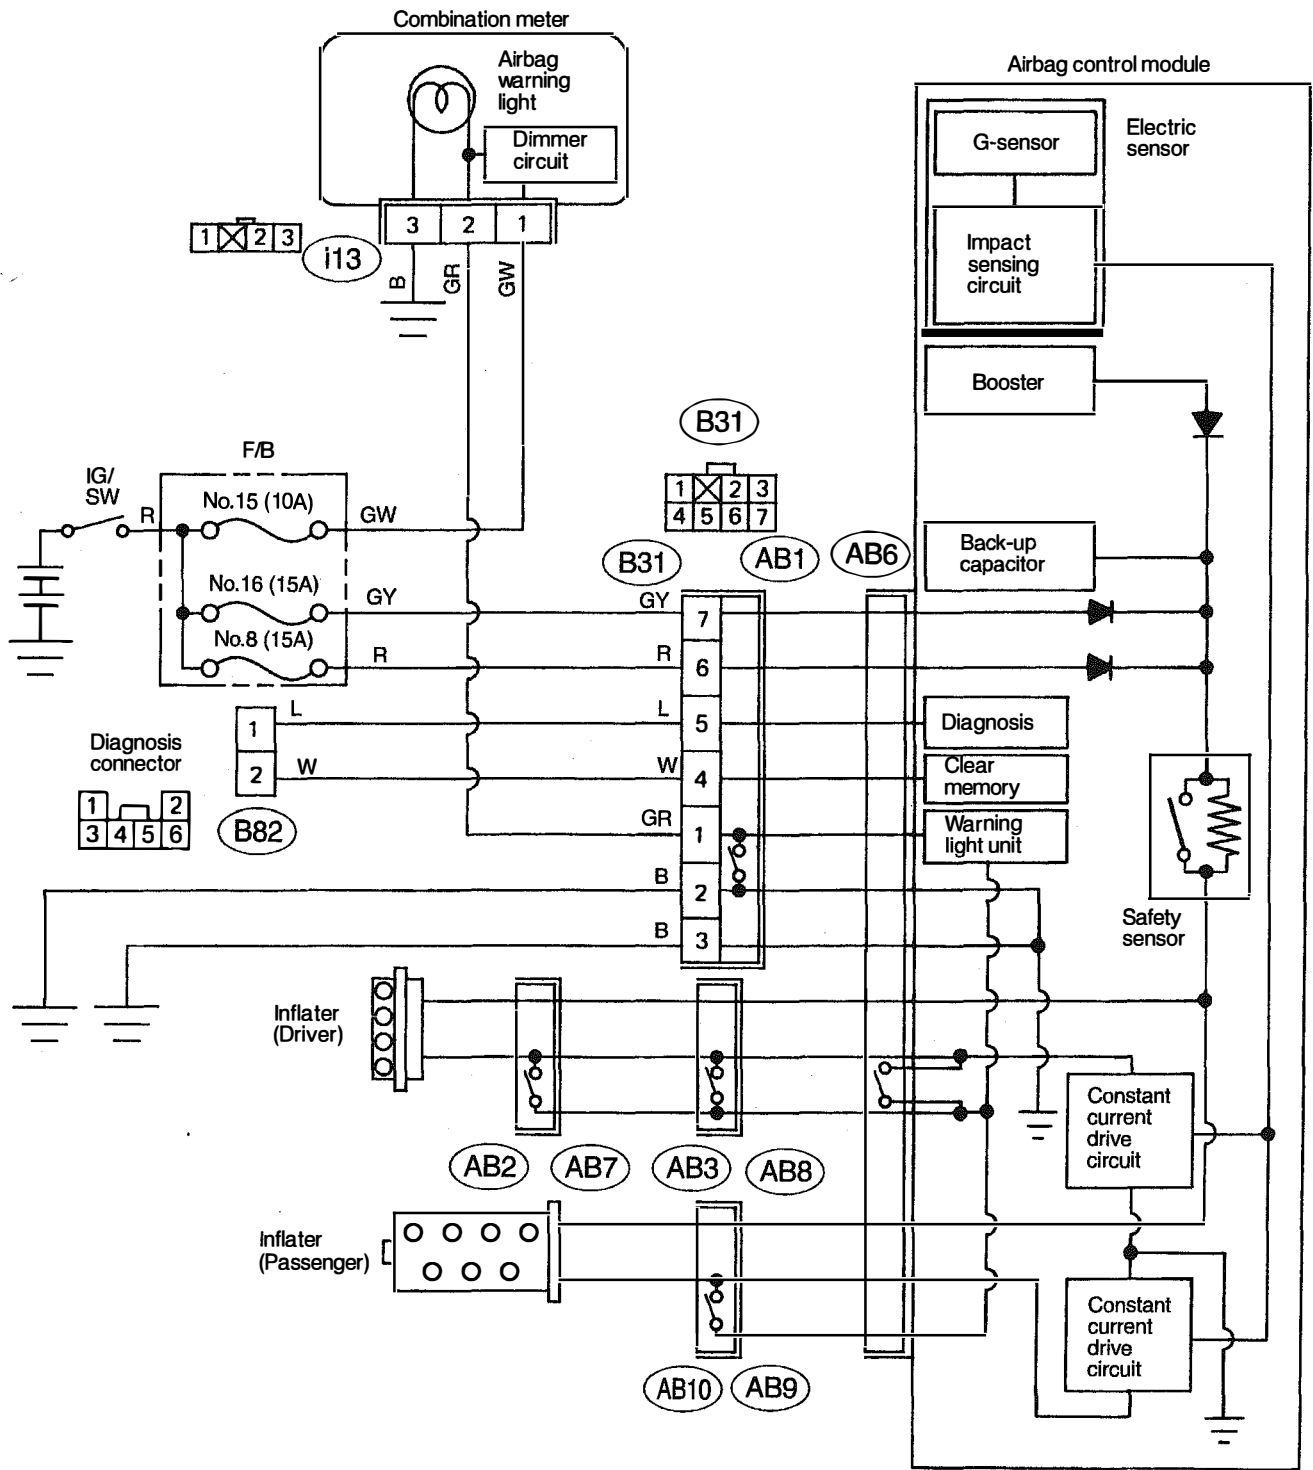 Combination meter
Airbag
warning
light
Dimmer
circuit
3 2 1
1 2 3
i13
B
GR
GW
Airbag control module
G-sensor
Electric
sensor
Impact
sensing
circuit
Booster
B31
1 2 3
4 5 6 7
F/B
IG/
SW
R
No.15 (10A)
GW
No.16 (15A)
GY
No.8 (15A)
R
B31
AB1
AB6
Back-up
capacitor
GY
7
R
6
L
5
W
4
GR
1
B
2
B
3
Diagnosis
connector
1 2
3 4 5 6
1
L
2
W
B82
Diagnosis
Clear
memory
Warning
light unit
Safety
sensor
Inflater
(Driver)
Constant
current
drive
circuit
AB2
AB7
AB3
AB8
Inflater
(Passenger)
Constant
current
drive
circuit
AB10
AB9